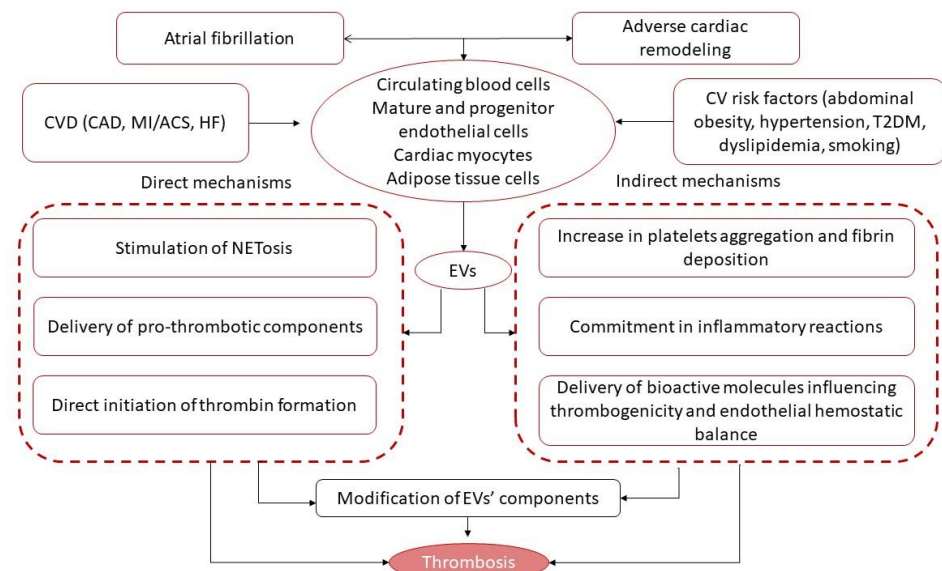 Atrial fibrillation
Adverse cardiac
remodeling
Circulating blood cells
Mature and progenitor
endothelial cells
Cardiac myocytes
Adipose tissue cells
CVD (CAD, MI/ACS, HF)
CV risk factors (abdominal
obesity, hypertension, T2DM,
dyslipidemia, smoking)
Direct mechanisms
Indirect mechanisms
Stimulation of NETosis
Delivery of pro-thrombotic components
Direct initiation of thrombin formation
EVs
Increase in platelets aggregation and fibrin
deposition
Commitment in inflammatory reactions
Delivery of bioactive molecules influencing
thrombogenicity and endothelial hemostatic
balance
Modification of EVs’ components
Thrombosis